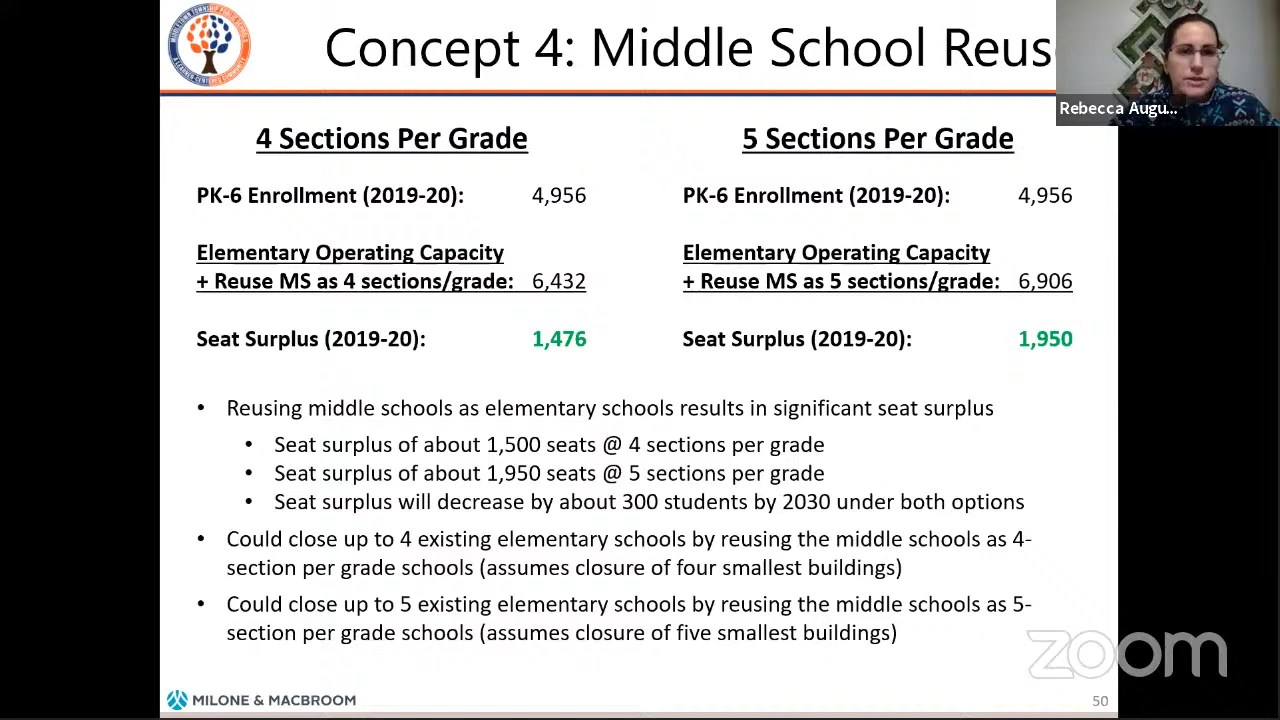 MIDDLETOWN TOWNSHIP PUBLIC SCHOOLS
A LEARNER-CENTERED COMMUNITY
Concept 4: Middle School Reuse
Rebecca Augu...
4 Sections Per Grade
PK-6 Enrollment (2019-20): 4,956
Elementary Operating Capacity
+ Reuse MS as 4 sections/grade: 6,432
Seat Surplus (2019-20): 1,476
5 Sections Per Grade
PK-6 Enrollment (2019-20): 4,956
Elementary Operating Capacity
+ Reuse MS as 5 sections/grade: 6,906
Seat Surplus (2019-20): 1,950
• Reusing middle schools as elementary schools results in significant seat surplus
• Seat surplus of about 1,500 seats @ 4 sections per grade
• Seat surplus of about 1,950 seats @ 5 sections per grade
• Seat surplus will decrease by about 300 students by 2030 under both options
• Could close up to 4 existing elementary schools by reusing the middle schools as 4-
section per grade schools (assumes closure of four smallest buildings)
• Could close up to 5 existing elementary schools by reusing the middle schools as 5-
section per grade schools (assumes closure of five smallest buildings)
zoom
MILONE & MACBROOM
50